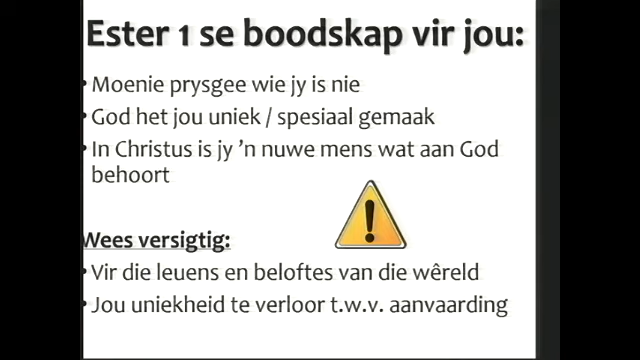 Ester 1 se boodskap vir jou:
• Moenie prysgee wie jy is nie
• God het jou uniek / spesiaal gemaak
• In Christus is jy ’n nuwe mens wat aan God
behoort
Wees versigtig:
• Vir die leuens en beloftes van die wêreld
• Jou uniekheid te verloor t.w.v. aanvaarding